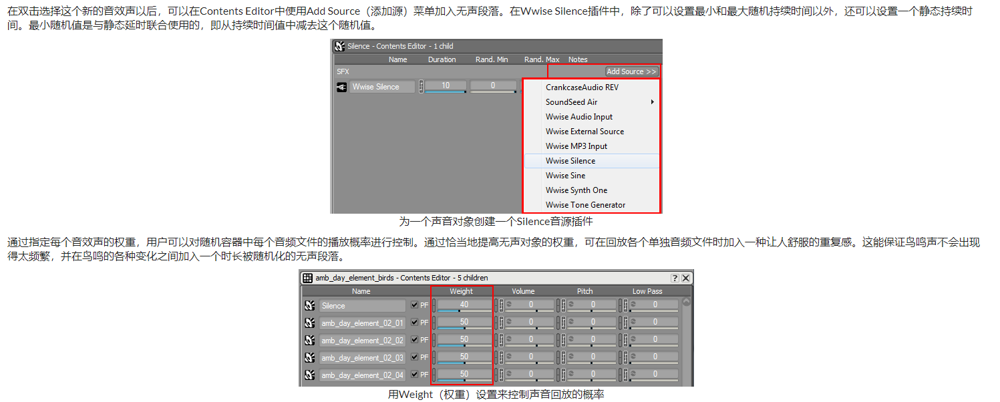 在双击选择这个新的音效声以后，可以在Contents Editor中使用Add Source（添加源）菜单加入无声段落。在Wwise Silence插件中，除了可以设置最小和最大随机持续时间以外，还可以设置一个静态持续时
间。最小随机值是与静态延时联合使用的，即从持续时间值中减去这个随机值。
Silence - Contents Editor - 1 child
Name Duration Rand. Min Rand. Max Notes
SFX Add Source >>
Wwise Silence 10 0
CrankcaseAudio REV
SoundSeed Air
Wwise Audio Input
Wwise External Source
Wwise MP3 Input
Wwise Silence
Wwise Sine
Wwise Synth One
Wwise Tone Generator
为一个声音对象创建一个Silence音源插件
通过指定每个音效声的权重，用户可以对随机容器中每个音频文件的播放概率进行控制。通过恰当地提高无声对象的权重，可在回放各个单独音频文件时加入一种让人舒服的重复感。这能保证鸟鸣声不会出现
得太频繁，并在鸟鸣的各种变化之间加入一个时长被随机化的无声段落。
amb_day_element_birds - Contents Editor - 5 children ? X
Name Weight Volume Pitch Low Pass
Silence PF 40 0 0 0
amb_day_element_02_01 PF 50 0 0 0
amb_day_element_02_02 PF 50 0 0 0
amb_day_element_02_03 PF 50 0 0 0
amb_day_element_02_04 PF 50 0 0 0
用Weight（权重）设置来控制声音回放的概率